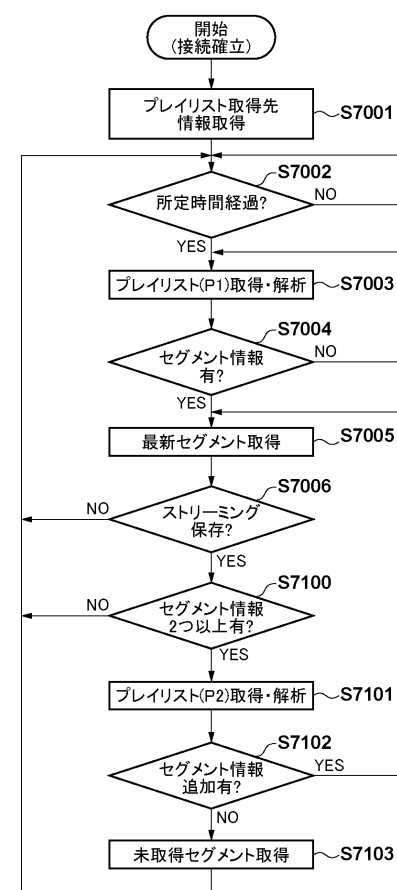 開始
(接続確立)
プレイリスト取得先
情報取得
S7001
S7002
所定時間経過?
NO
YES
プレイリスト(P1)取得・解析
S7003
S7004
セグメント情報
有?
NO
YES
最新セグメント取得
S7005
S7006
ストリーミング
保存?
NO
YES
S7100
セグメント情報
2つ以上有?
NO
YES
プレイリスト(P2)取得・解析
S7101
S7102
セグメント情報
追加有?
YES
NO
未取得セグメント取得
S7103